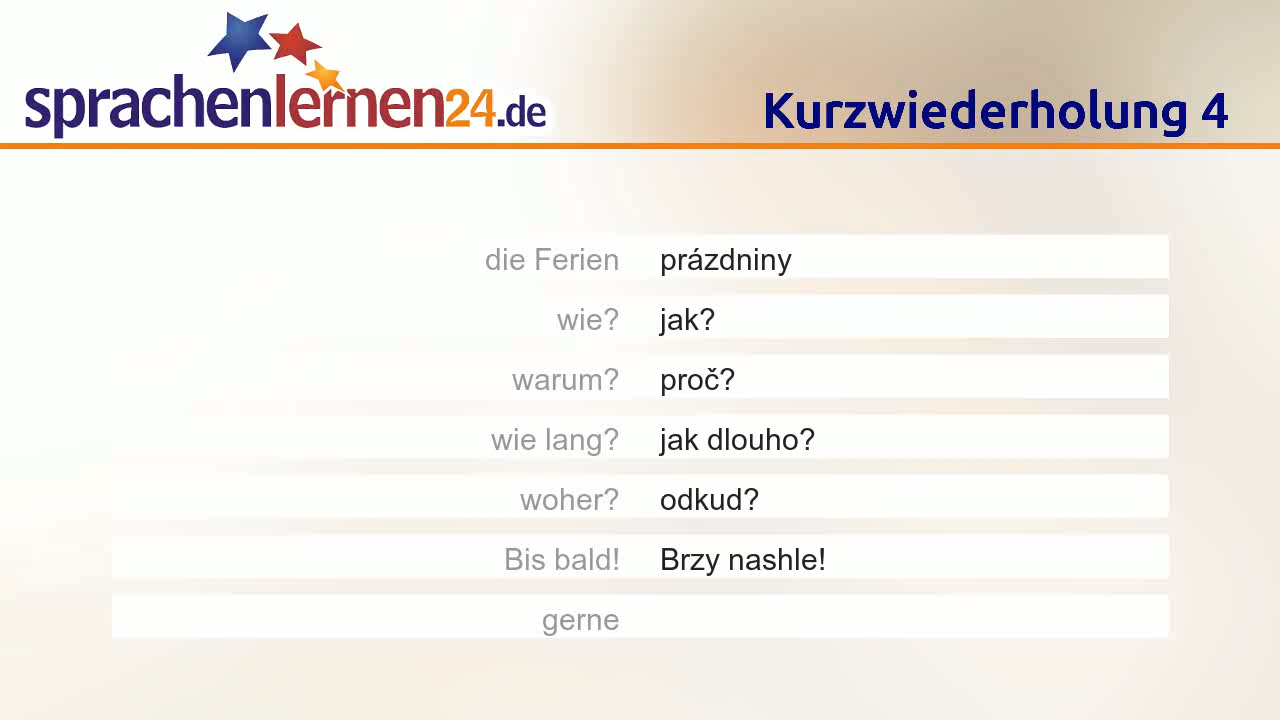 sprachenlernen24.de
Kurzwiederholung 4
die Ferien prázdniny
wie? jak?
warum? proč?
wie lang? jak dlouho?
woher? odkud?
Bis bald! Brzy nashle!
gerne